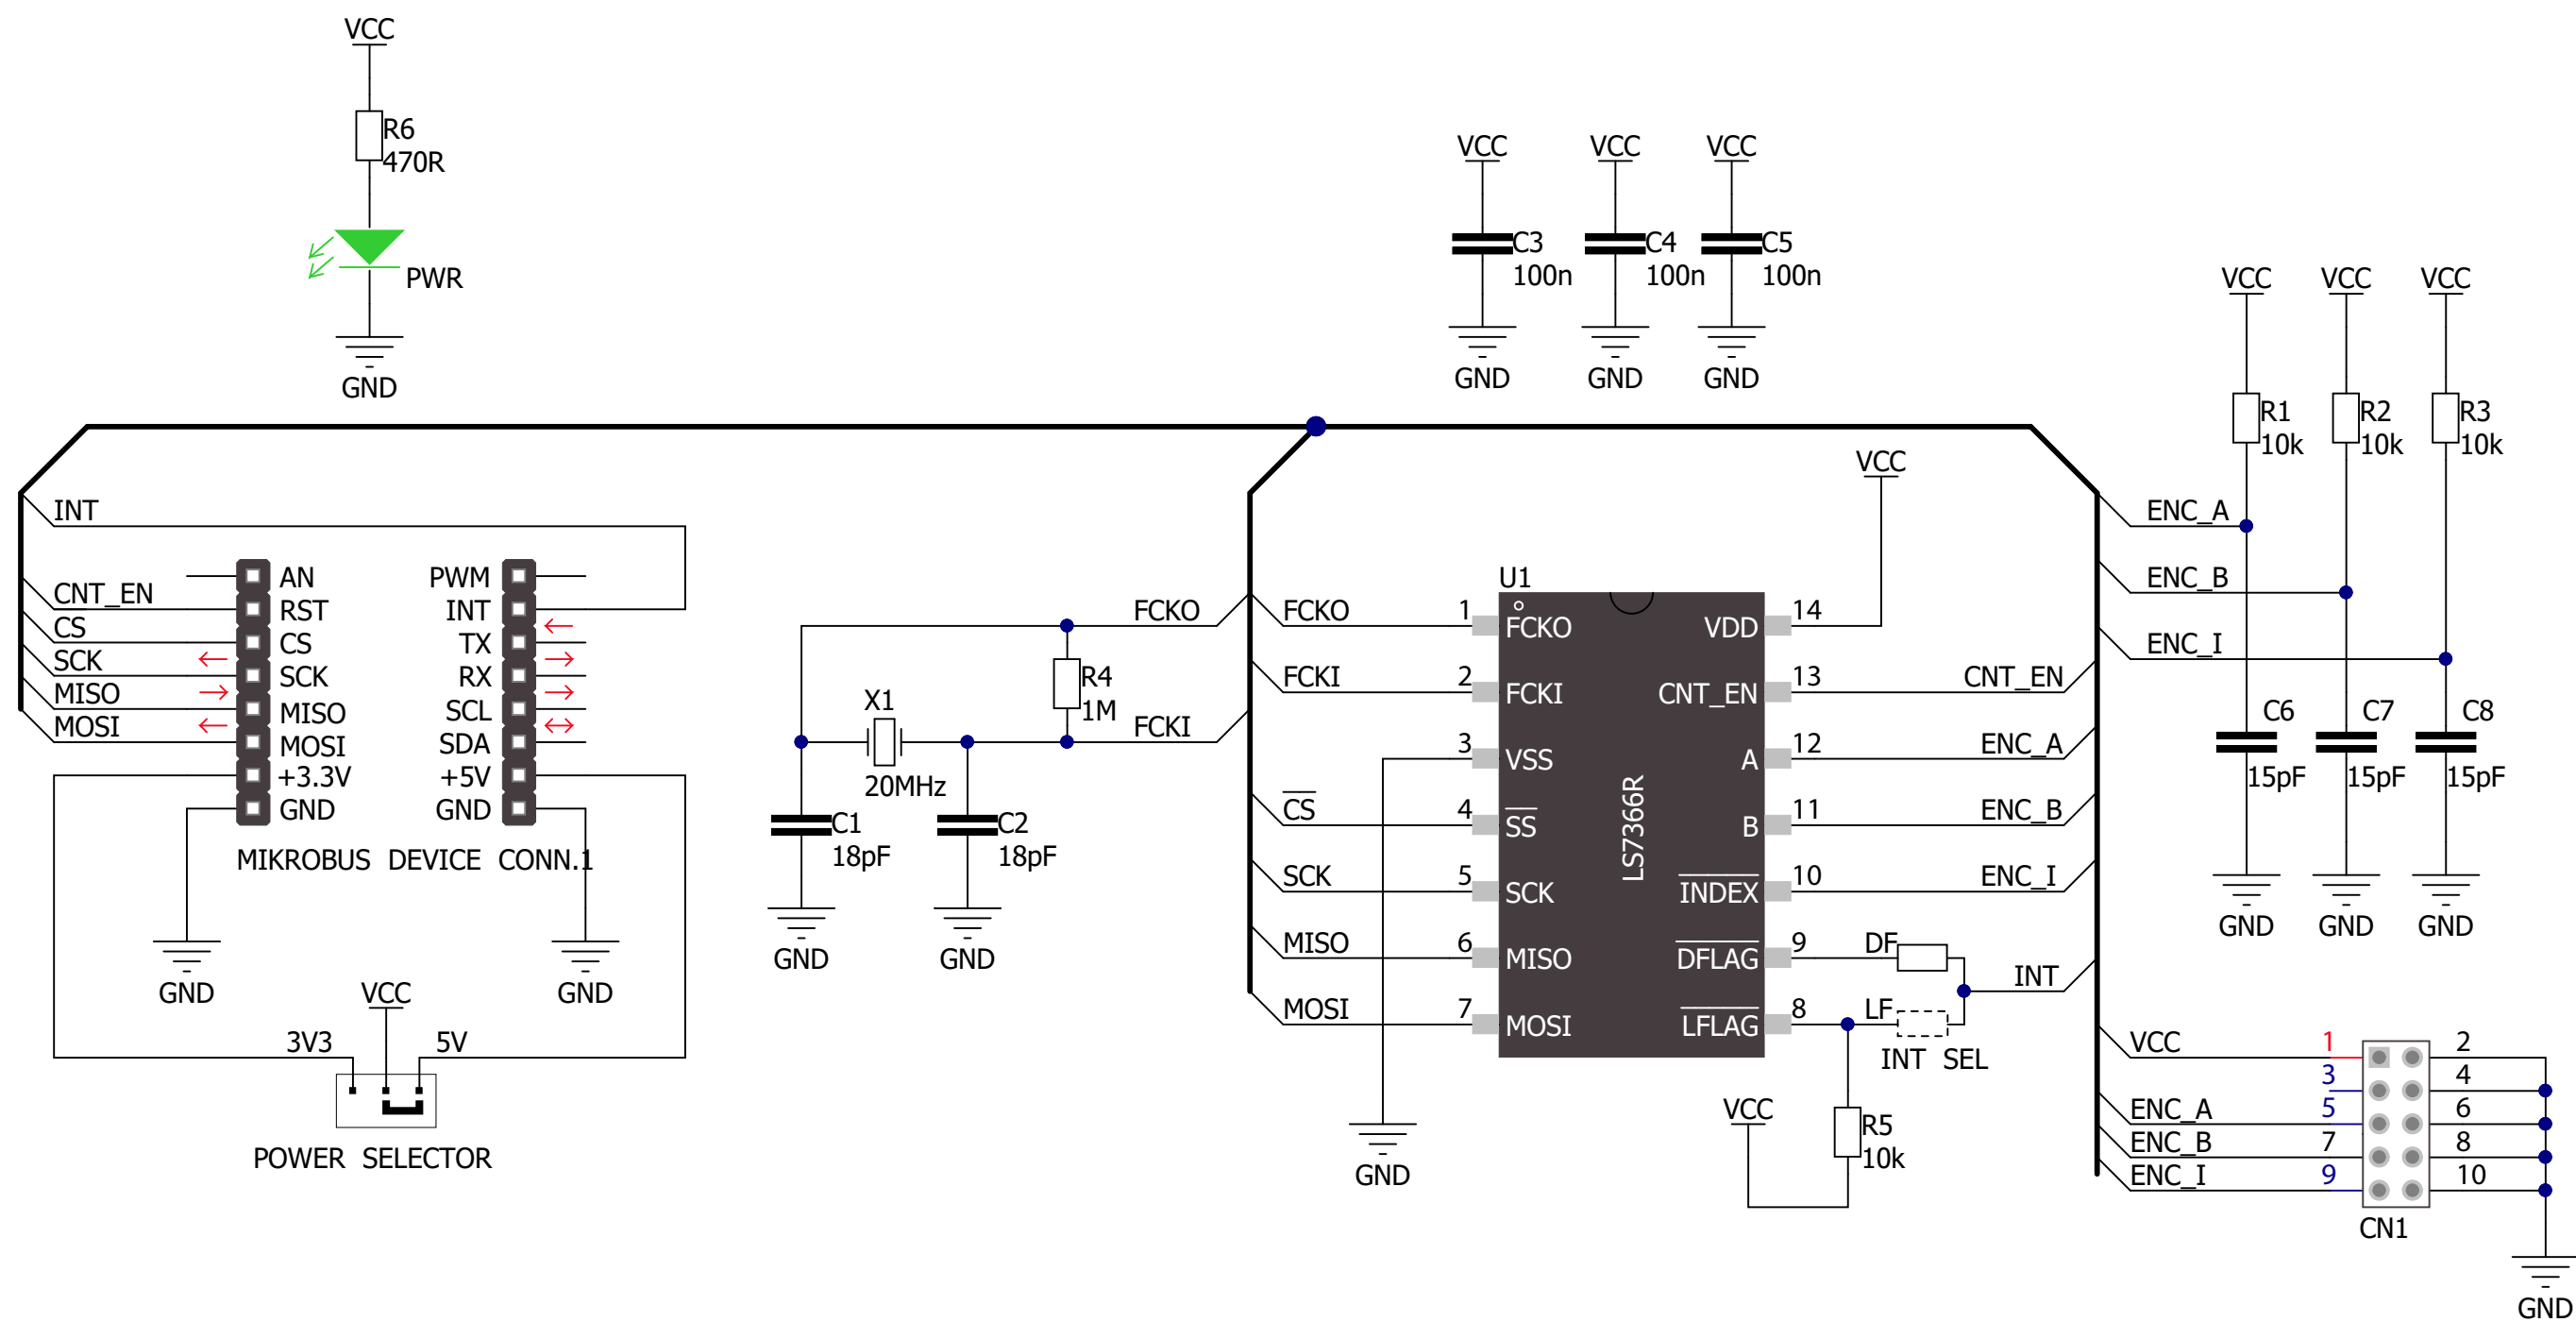 VCC
R6
470R
PWR
GND
VCC
C3
100n
GND
VCC
C4
100n
GND
VCC
C5
100n
GND
VCC
R1
10k
VCC
R2
10k
VCC
R3
10k
ENC_A
ENC_B
ENC_I
C6
15pF
GND
C7
15pF
GND
C8
15pF
GND
INT
CNT_EN
CS
SCK
MISO
MOSI
AN
RST
CS
SCK
MISO
MOSI
+3.3V
GND
PWM
INT
TX
RX
SCL
SDA
+5V
GND
MIKROBUS DEVICE CONN.1
GND
GND
VCC
3V3
5V
POWER SELECTOR
FCKO
R4
1M
X1
20MHz
FCKI
C1
18pF
GND
C2
18pF
GND
FCKO
FCKI
CS
SCK
MISO
MOSI
U1
1
2
3
4
5
6
7
FCKO
FCKI
VSS
SS
SCK
MISO
MOSI
LS7366R
VDD
CNT_EN
A
B
INDEX
DFLAG
LFLAG
14
13
12
11
10
9
8
VCC
CNT_EN
ENC_A
ENC_B
ENC_I
DF
INT
LF
INT SEL
GND
VCC
R5
10k
VCC
ENC_A
ENC_B
ENC_I
1
3
5
7
9
2
4
6
8
10
CN1
GND